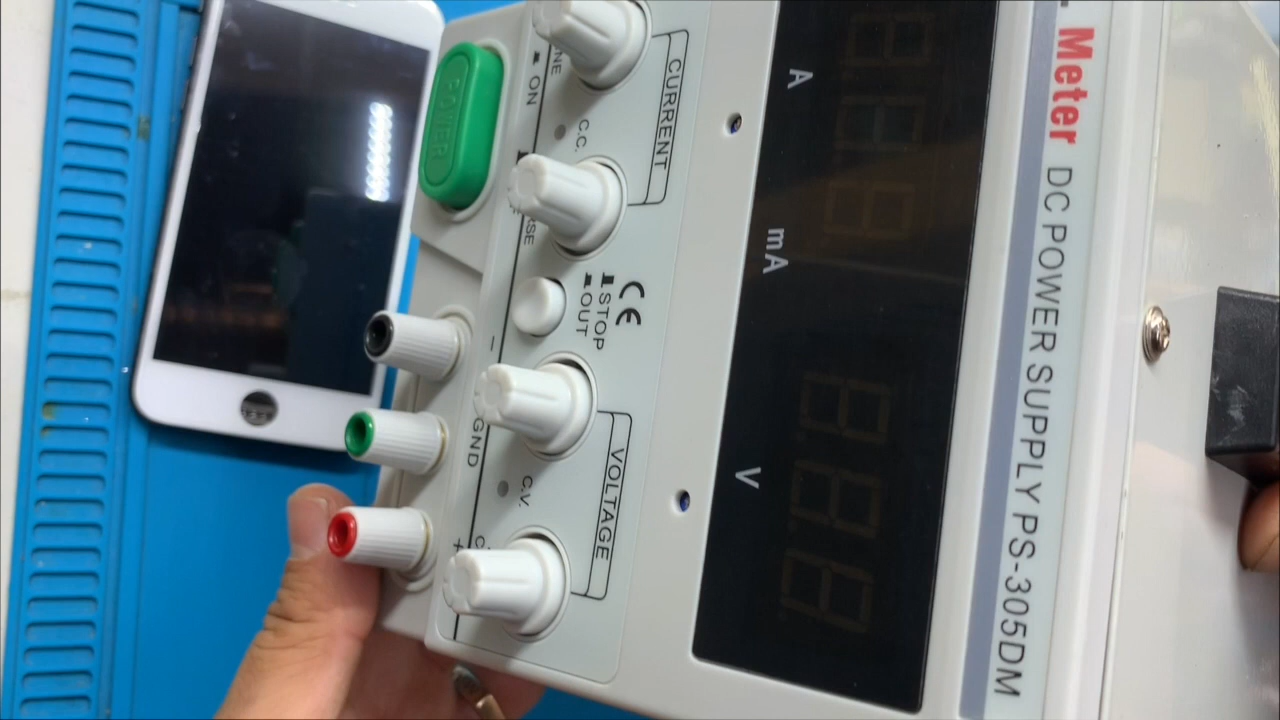 Meter DC POWER SUPPLY PS-305DM
A
mA
V
CURRENT
VOLTAGE
C.C.
C.V.
CE
STOP
OUT
ON
POWER
-
GND
+